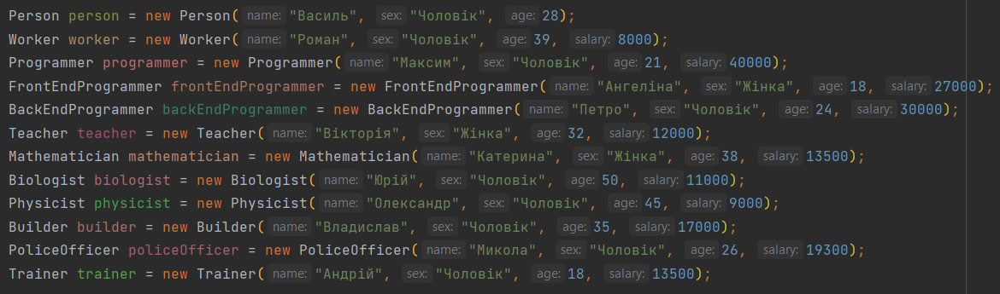 Person person = new Person( name: "Василь", sex: "Чоловік", age: 28);
Worker worker = new Worker( name: "Роман", sex: "Чоловік", age: 39, salary: 8000);
Programmer programmer = new Programmer( name: "Максим", sex: "Чоловік", age: 21, salary: 40000);
FrontEndProgrammer frontEndProgrammer = new FrontEndProgrammer( name: "Ангеліна", sex: "Жінка", age: 18, salary: 27000);
BackEndProgrammer backEndProgrammer = new BackEndProgrammer( name: "Петро", sex: "Чоловік", age: 24, salary: 30000);
Teacher teacher = new Teacher( name: "Вікторія", sex: "Жінка", age: 32, salary: 12000);
Mathematician mathematician = new Mathematician( name: "Катерина", sex: "Жінка", age: 38, salary: 13500);
Biologist biologist = new Biologist( name: "Юрій", sex: "Чоловік", age: 50, salary: 11000);
Physicist physicist = new Physicist( name: "Олександр", sex: "Чоловік", age: 45, salary: 9000);
Builder builder = new Builder( name: "Владислав", sex: "Чоловік", age: 35, salary: 17000);
PoliceOfficer policeOfficer = new PoliceOfficer( name: "Микола", sex: "Чоловік", age: 26, salary: 19300);
Trainer trainer = new Trainer( name: "Андрій", sex: "Чоловік", age: 18, salary: 13500);